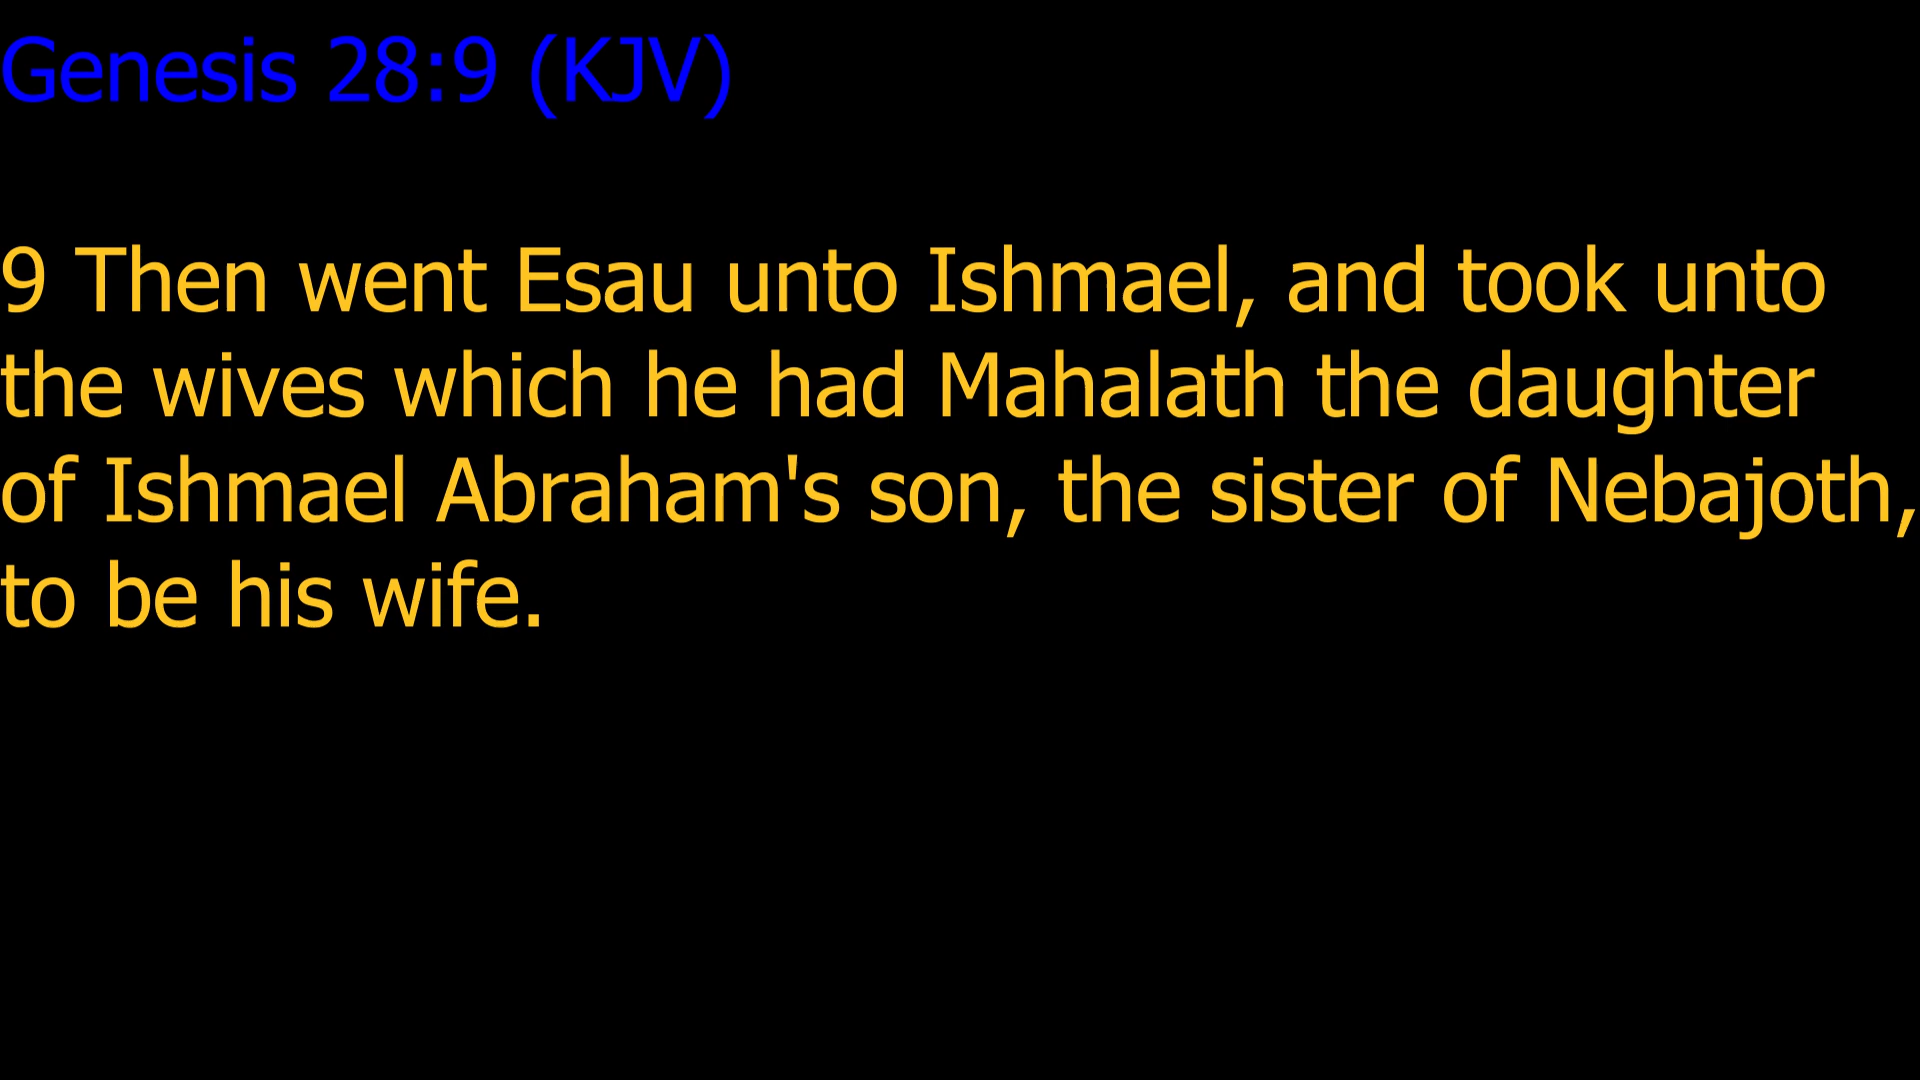 Genesis 28:9 (KJV)
9 Then went Esau unto Ishmael, and took unto
the wives which he had Mahalath the daughter
of Ishmael Abraham's son, the sister of Nebajoth,
to be his wife.